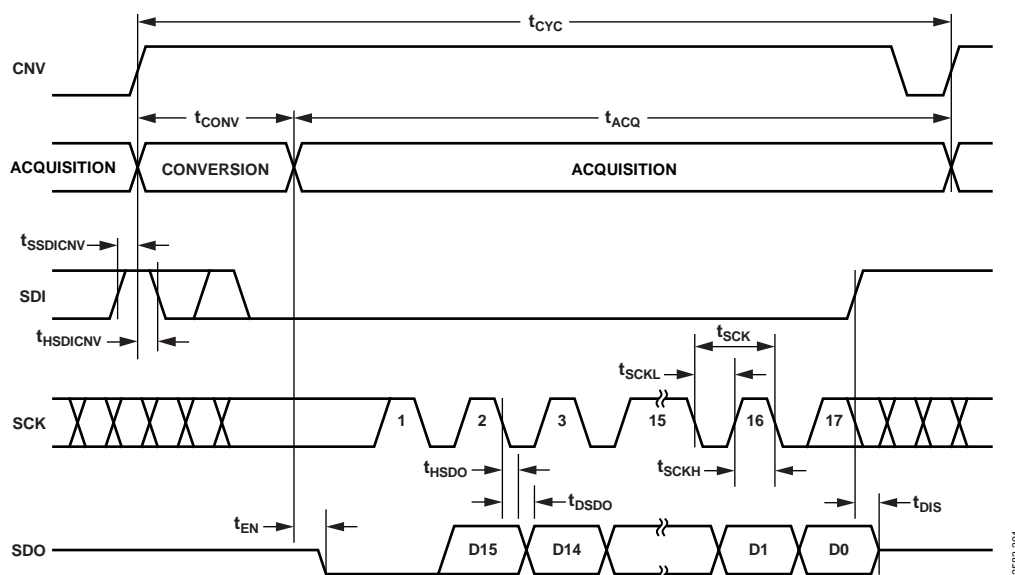 tCYC
CNV
tCONV
tACQ
ACQUISITION
CONVERSION
ACQUISITION
tSSDICNV
SDI
tHSDICNV
tSCK
tSCKL
SCK
1
2
3
15
16
17
tHSDO
tSCKH
tDSDO
tEN
tDIS
SDO
D15
D14
D1
D0